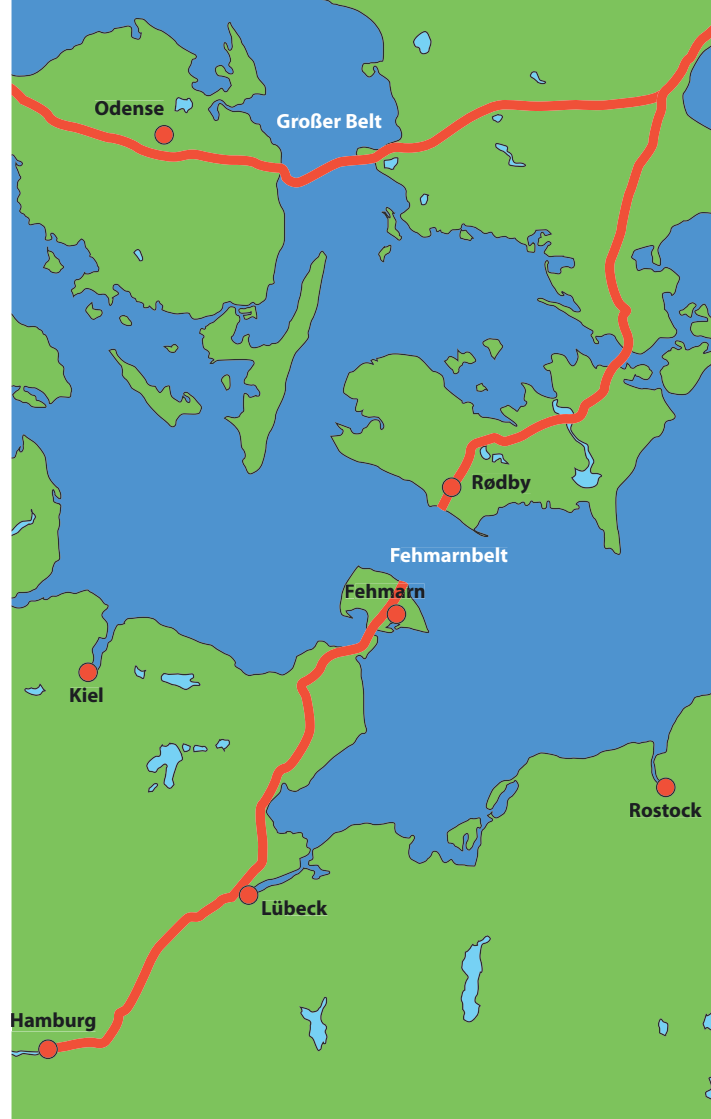 Odense
Großer Belt
Rødby
Fehmarnbelt
Fehmarn
Kiel
Rostock
Lübeck
Hamburg